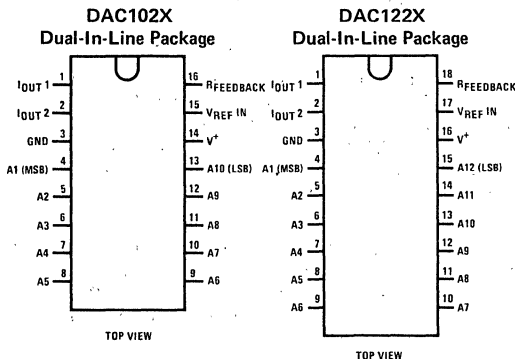 DAC102X
Dual-In-Line Package
IOUT 1 1
16 RFEEDBACK
IOUT 2 2
15 VREF IN
GND 3
14 V+
A1 (MSB) 4
13 A10 (LSB)
A2 5
12 A9
A3 6
11 A8
A4 7
10 A7
A5 8
9 A6
TOP VIEW
DAC122X
Dual-In-Line Package
IOUT 1 1
18 RFEEDBACK
IOUT 2 2
17 VREF IN
GND 3
16 V+
A1 (MSB) 4
15 A12 (LSB)
A2 5
14 A11
A3 6
13 A10
A4 7
12 A9
A5 8
11 A8
A6 9
10 A7
TOP VIEW